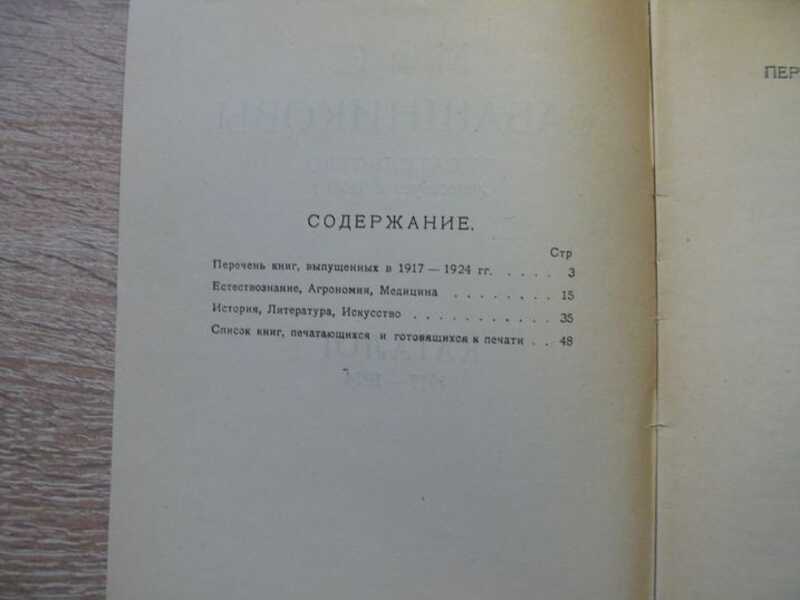 СОДЕРЖАНИЕ.
Стр
Перечень книг, выпущенных в 1917 — 1924 гг. . . . . 3
Естествознание, Агрономия, Медицина . . . . . . . . 15
История, Литература, Искусство . . . . . . . . . . . 35
Список книг, печатающихся и готовящихся к печати . . 48
ПЕР